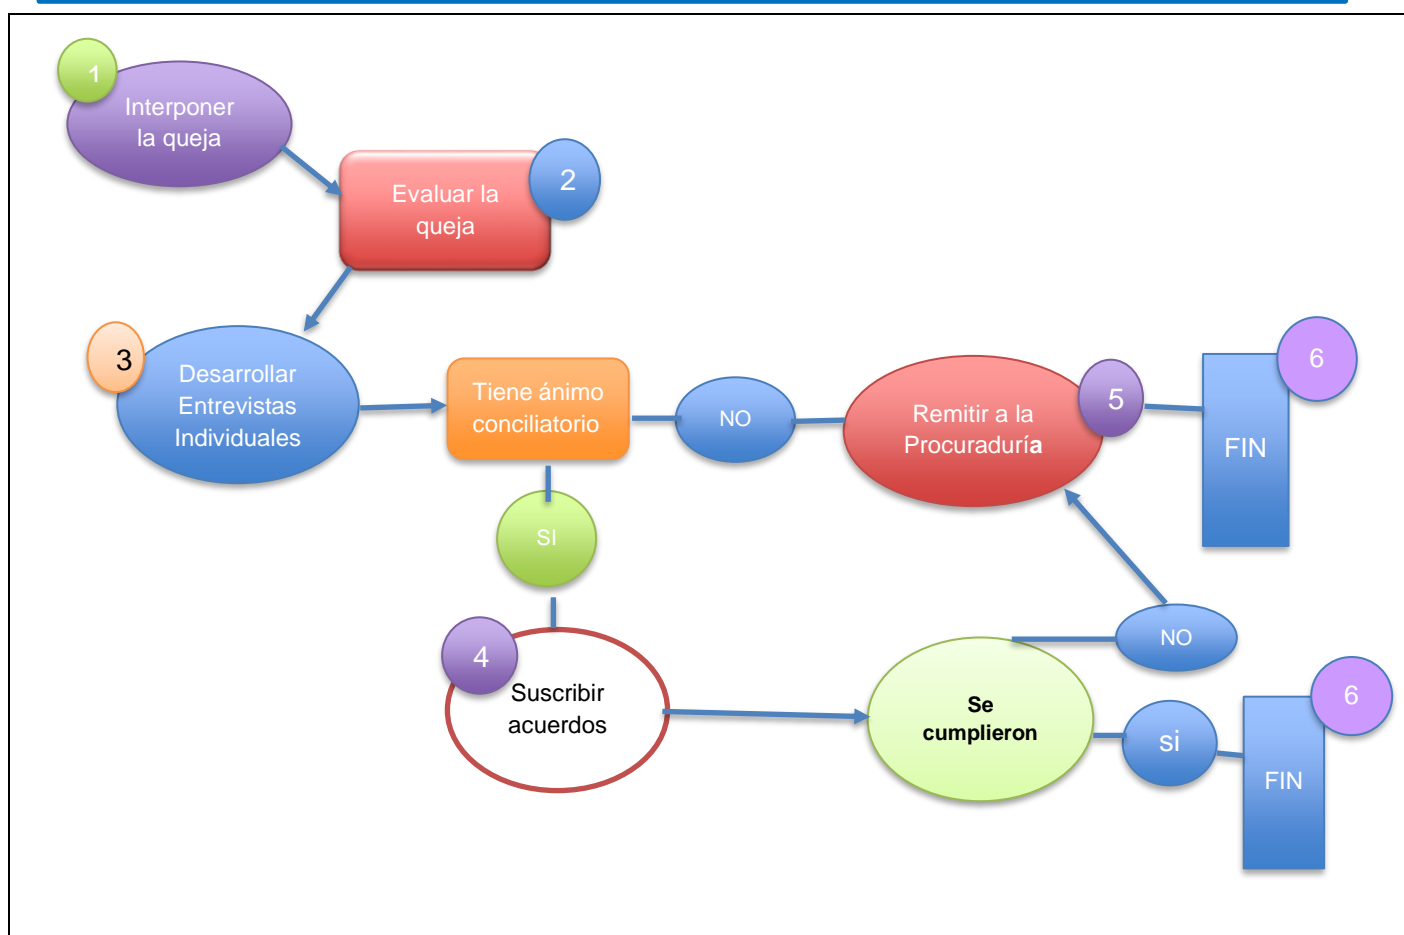 1
Interponer
la queja
2
Evaluar la
queja
3
Desarrollar
Entrevistas
Individuales
Tiene ánimo
conciliatorio
NO
Remitir a la
Procuraduría
5
FIN
6
SI
4
Suscribir
acuerdos
Se
cumplieron
NO
si
FIN
6